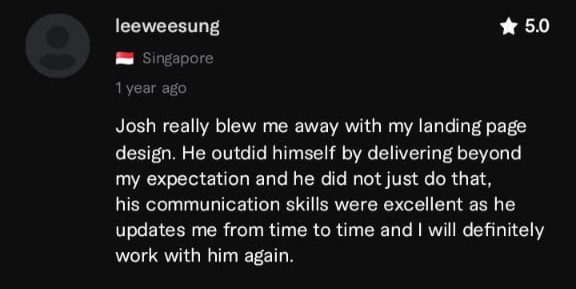 leeweesung
5.0
Singapore
1 year ago
Josh really blew me away with my landing page
design. He outdid himself by delivering beyond
my expectation and he did not just do that,
his communication skills were excellent as he
updates me from time to time and I will definitely
work with him again.